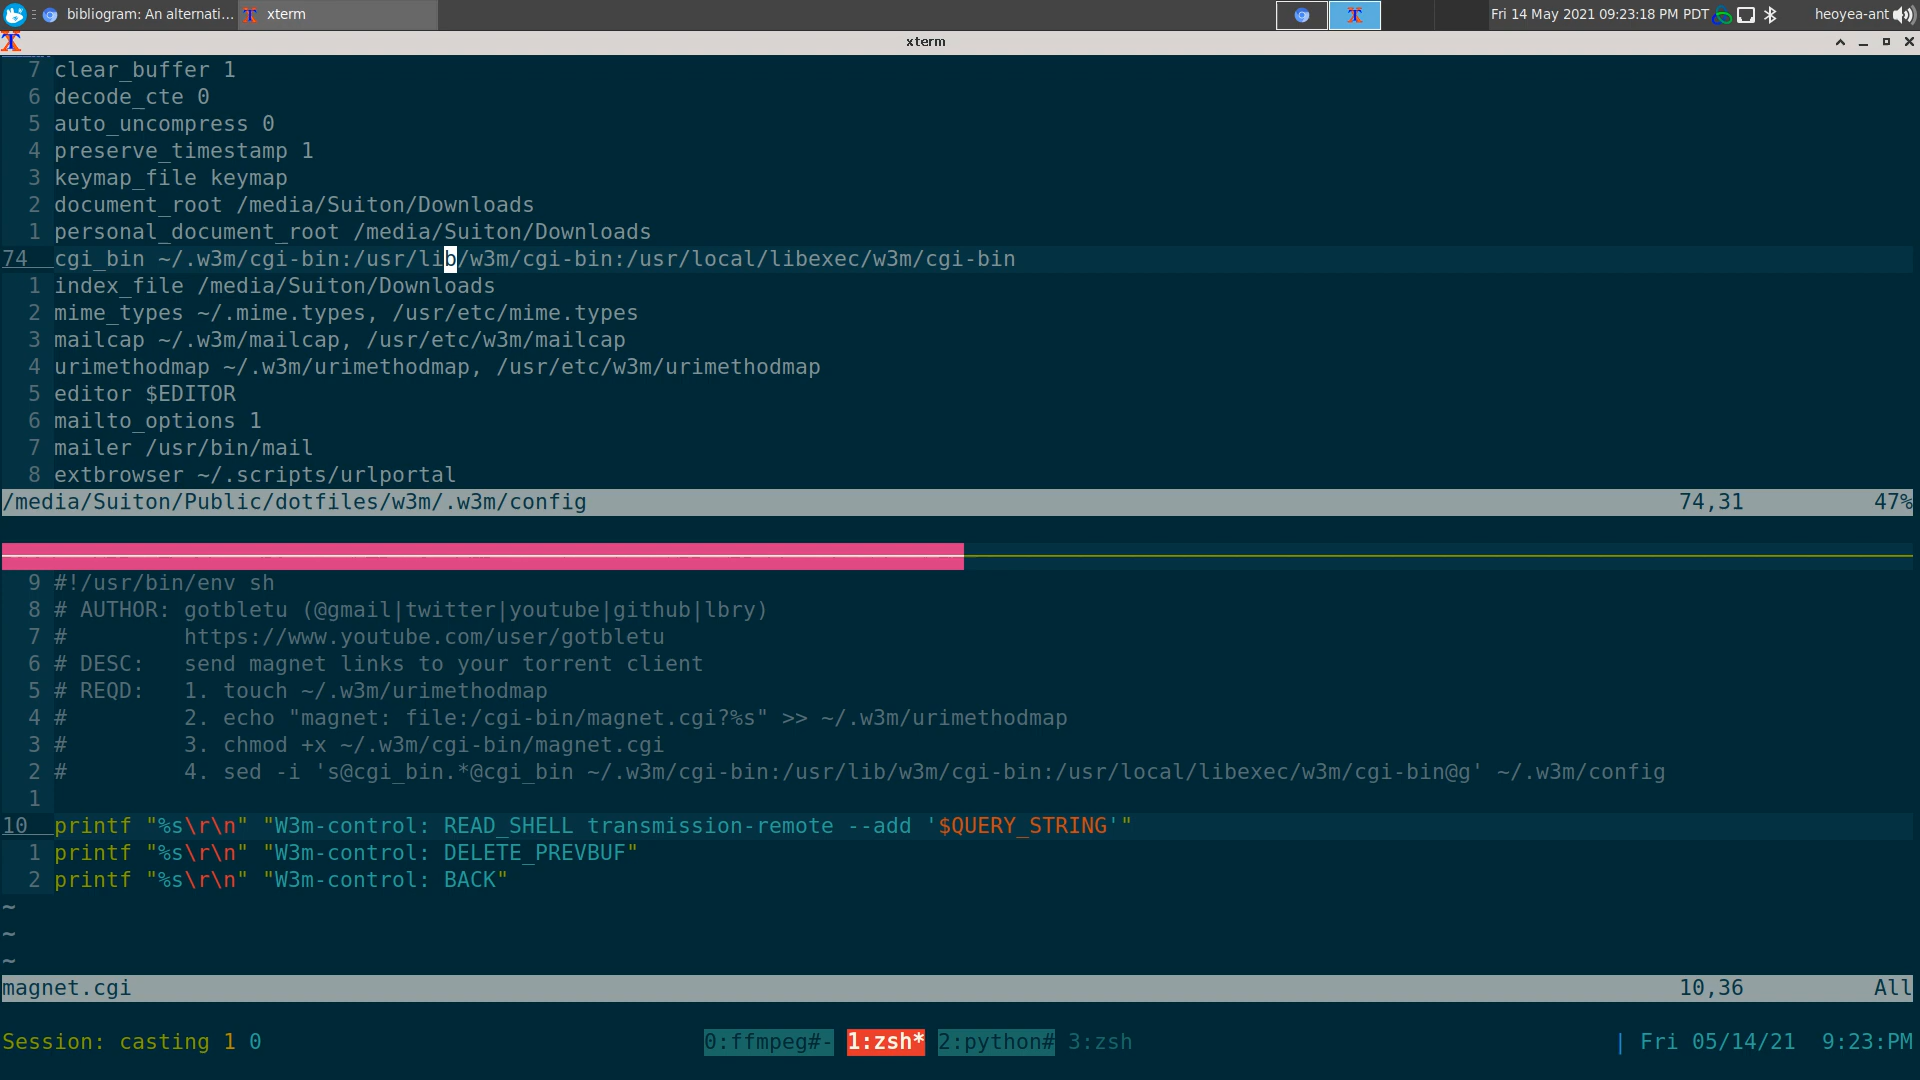 bibliogram: An alternati...
xterm
Fri 14 May 2021 09:23:18 PM PDT
heoyea-ant
xterm
7 clear_buffer 1
6 decode_cte 0
5 auto_uncompress 0
4 preserve_timestamp 1
3 keymap_file keymap
2 document_root /media/Suiton/Downloads
1 personal_document_root /media/Suiton/Downloads
74 cgi_bin ~/.w3m/cgi-bin:/usr/lib/w3m/cgi-bin:/usr/local/libexec/w3m/cgi-bin
1 index_file /media/Suiton/Downloads
2 mime_types ~/.mime.types, /usr/etc/mime.types
3 mailcap ~/.w3m/mailcap, /usr/etc/w3m/mailcap
4 urimethodmap ~/.w3m/urimethodmap, /usr/etc/w3m/urimethodmap
5 editor $EDITOR
6 mailto_options 1
7 mailer /usr/bin/mail
8 extbrowser ~/.scripts/urlportal
/media/Suiton/Public/dotfiles/w3m/.w3m/config 74,31 47%
9 #!/usr/bin/env sh
8 # AUTHOR: gotbletu (@gmail|twitter|youtube|github|lbry)
7 #         https://www.youtube.com/user/gotbletu
6 # DESC:   send magnet links to your torrent client
5 # REQD:   1. touch ~/.w3m/urimethodmap
4 #         2. echo "magnet: file:/cgi-bin/magnet.cgi?%s" >> ~/.w3m/urimethodmap
3 #         3. chmod +x ~/.w3m/cgi-bin/magnet.cgi
2 #         4. sed -i 's@cgi_bin.*@cgi_bin ~/.w3m/cgi-bin:/usr/lib/w3m/cgi-bin:/usr/local/libexec/w3m/cgi-bin@g' ~/.w3m/config
1
10 printf "%s\r\n" "W3m-control: READ_SHELL transmission-remote --add '$QUERY_STRING'"
1 printf "%s\r\n" "W3m-control: DELETE_PREVBUF"
2 printf "%s\r\n" "W3m-control: BACK"
~
~
~
magnet.cgi 10,36 All
Session: casting 1 0 0:ffmpeg#- 1:zsh* 2:python# 3:zsh | Fri 05/14/21 9:23:PM